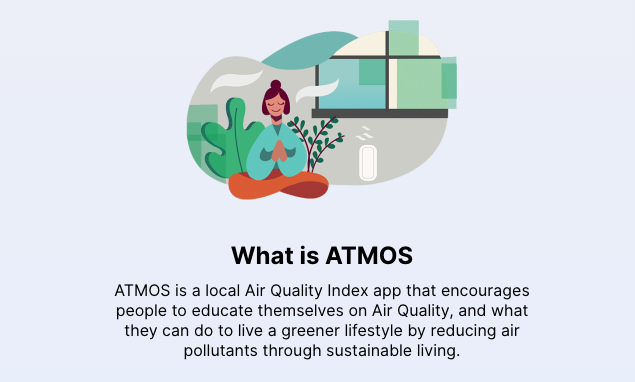 What is ATMOS
ATMOS is a local Air Quality Index app that encourages
people to educate themselves on Air Quality, and what
they can do to live a greener lifestyle by reducing air
pollutants through sustainable living.